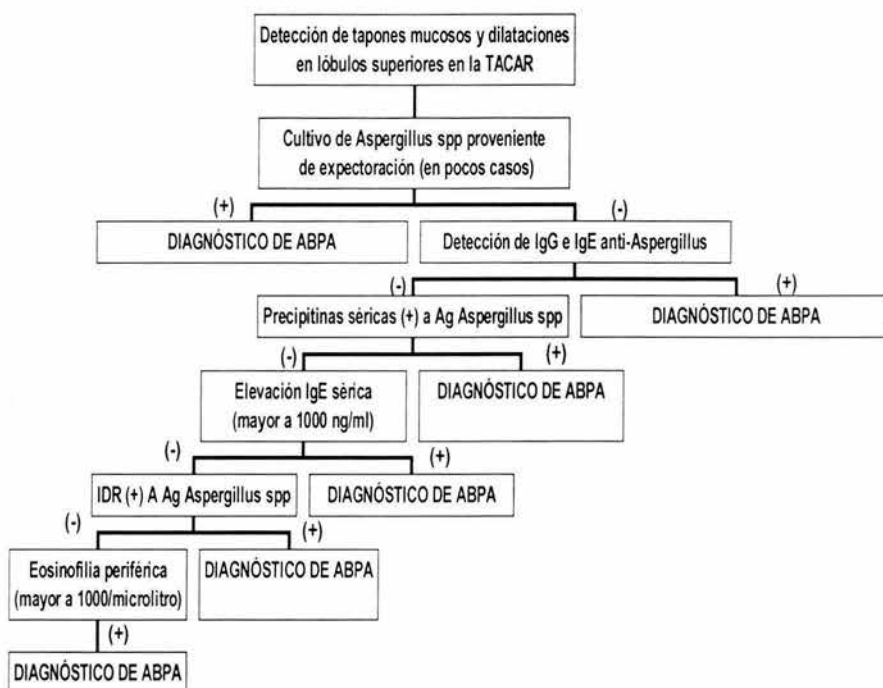 Detección de tapones mucosos y dilataciones
en lóbulos superiores en la TACAR
Cultivo de Aspergillus spp proveniente
de expectoración (en pocos casos)
(+)
(-)
DIAGNÓSTICO DE ABPA
Detección de IgG e IgE anti-Aspergillus
(-)
(+)
Precipitinas séricas (+) a Ag Aspergillus spp
DIAGNÓSTICO DE ABPA
(-)
(+)
Elevación IgE sérica
(mayor a 1000 ng/ml)
DIAGNÓSTICO DE ABPA
(-)
(+)
IDR (+) A Ag Aspergillus spp
DIAGNÓSTICO DE ABPA
(-)
(+)
Eosinofilia periférica
(mayor a 1000/microlitro)
DIAGNÓSTICO DE ABPA
(+)
DIAGNÓSTICO DE ABPA